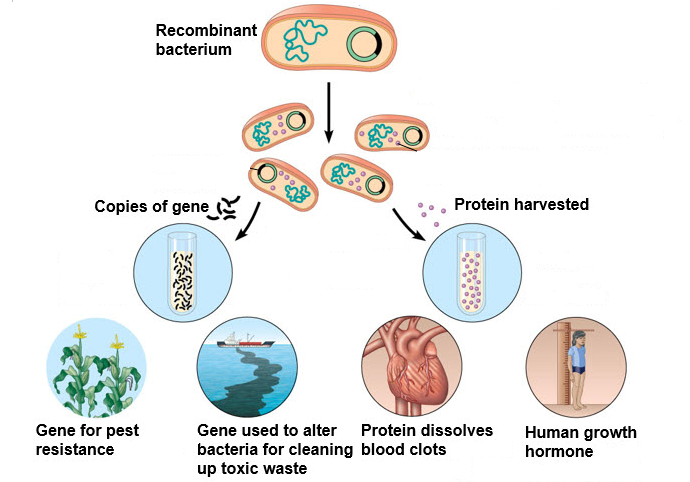 Recombinant
bacterium
Copies of gene
Protein harvested
Gene for pest
resistance
Gene used to alter
bacteria for cleaning
up toxic waste
Protein dissolves
blood clots
Human growth
hormone